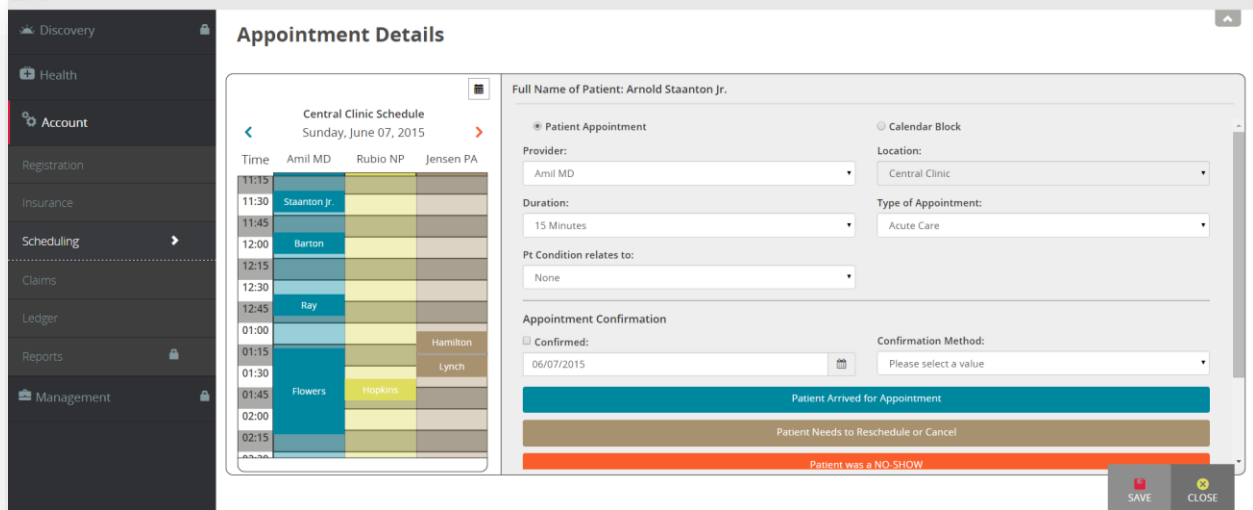 Discovery
Health
Account
Registration
Insurance
Scheduling
Claims
Ledger
Reports
Management
Appointment Details
Central Clinic Schedule
Sunday, June 07, 2015
Time Amil MD Rubio NP Jensen PA
11:15
11:30 Staanton Jr.
11:45
12:00 Barton
12:15
12:30
12:45 Ray
01:00
Hamilton
01:15
01:30 Lynch
01:45 Flowers Hopkins
02:00
02:15
02:30
Full Name of Patient: Arnold Staanton Jr.
Patient Appointment Calendar Block
Provider: Location:
Amil MD Central Clinic
Duration: Type of Appointment:
15 Minutes Acute Care
Pt Condition relates to:
None
Appointment Confirmation
Confirmed: Confirmation Method:
06/07/2015 Please select a value
Patient Arrived for Appointment
Patient Needs to Reschedule or Cancel
Patient was a NO-SHOW
SAVE CLOSE